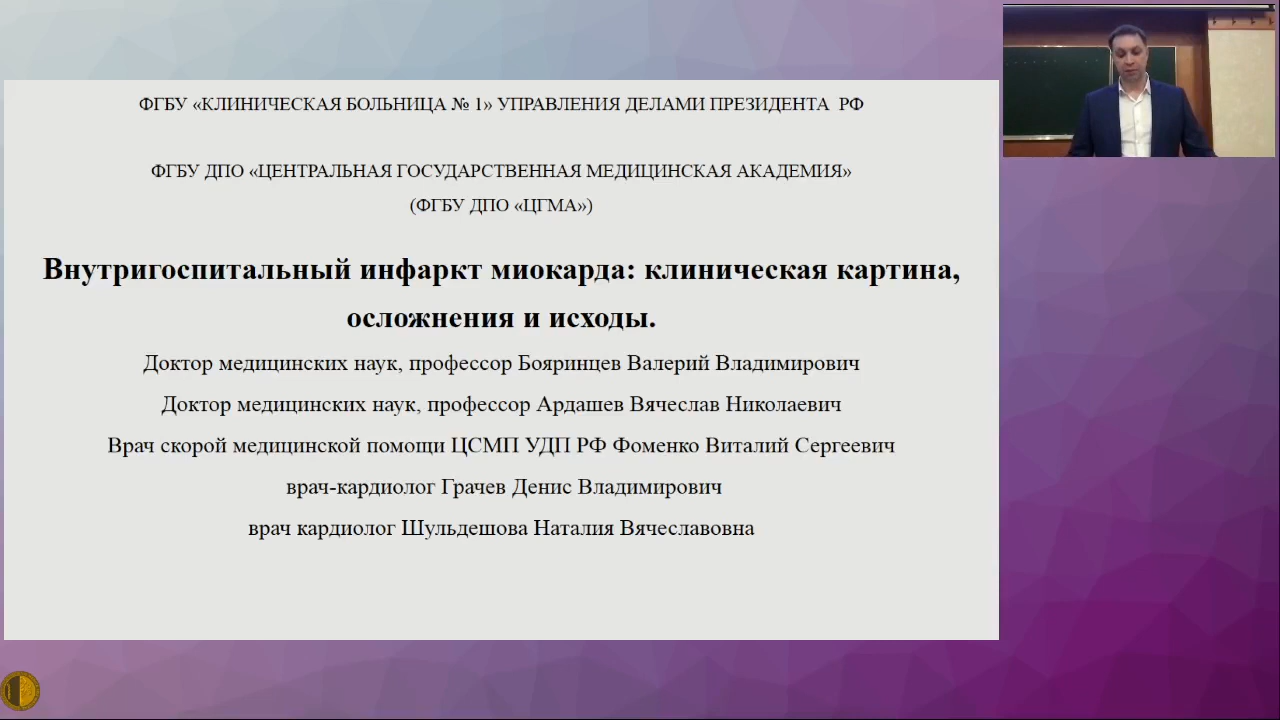 ФГБУ «КЛИНИЧЕСКАЯ БОЛЬНИЦА № 1» УПРАВЛЕНИЯ ДЕЛАМИ ПРЕЗИДЕНТА РФ
ФГБУ ДПО «ЦЕНТРАЛЬНАЯ ГОСУДАРСТВЕННАЯ МЕДИЦИНСКАЯ АКАДЕМИЯ»
(ФГБУ ДПО «ЦГМА»)
Внутригоспитальный инфаркт миокарда: клиническая картина,
осложнения и исходы.
Доктор медицинских наук, профессор Бояринцев Валерий Владимирович
Доктор медицинских наук, профессор Ардашев Вячеслав Николаевич
Врач скорой медицинской помощи ЦСМП УДП РФ Фоменко Виталий Сергеевич
врач-кардиолог Грачев Денис Владимирович
врач кардиолог Шульдешова Наталия Вячеславовна